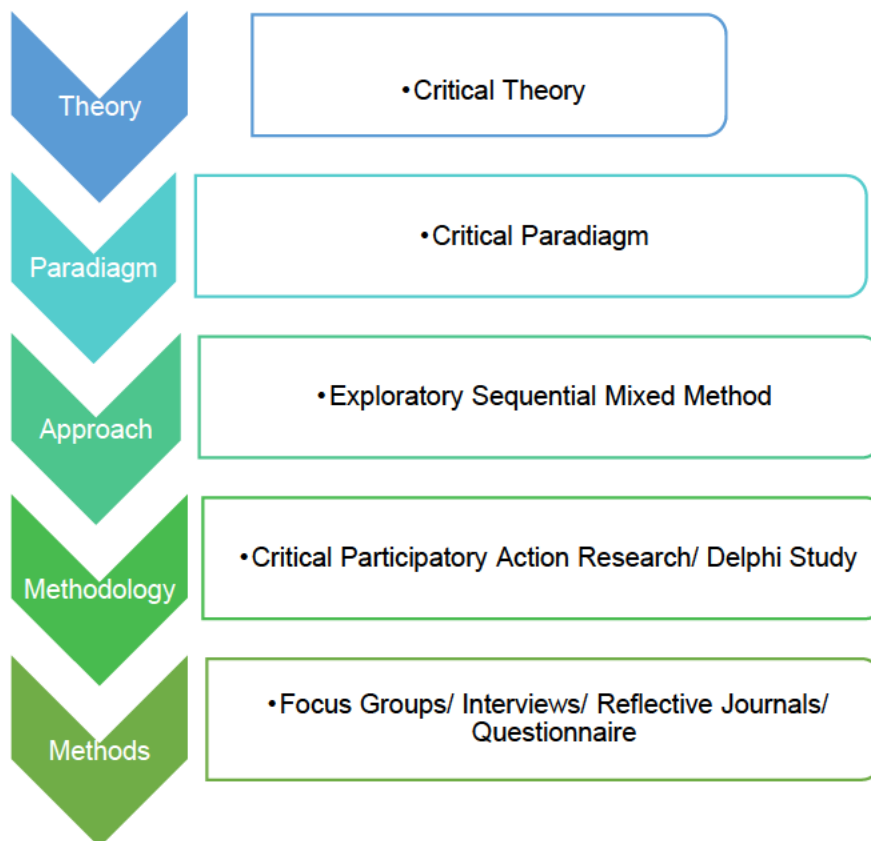 Theory
•Critical Theory
Paradiagm
•Critical Paradiagm
Approach
•Exploratory Sequential Mixed Method
Methodology
•Critical Participatory Action Research/ Delphi Study
Methods
•Focus Groups/ Interviews/ Reflective Journals/
Questionnaire